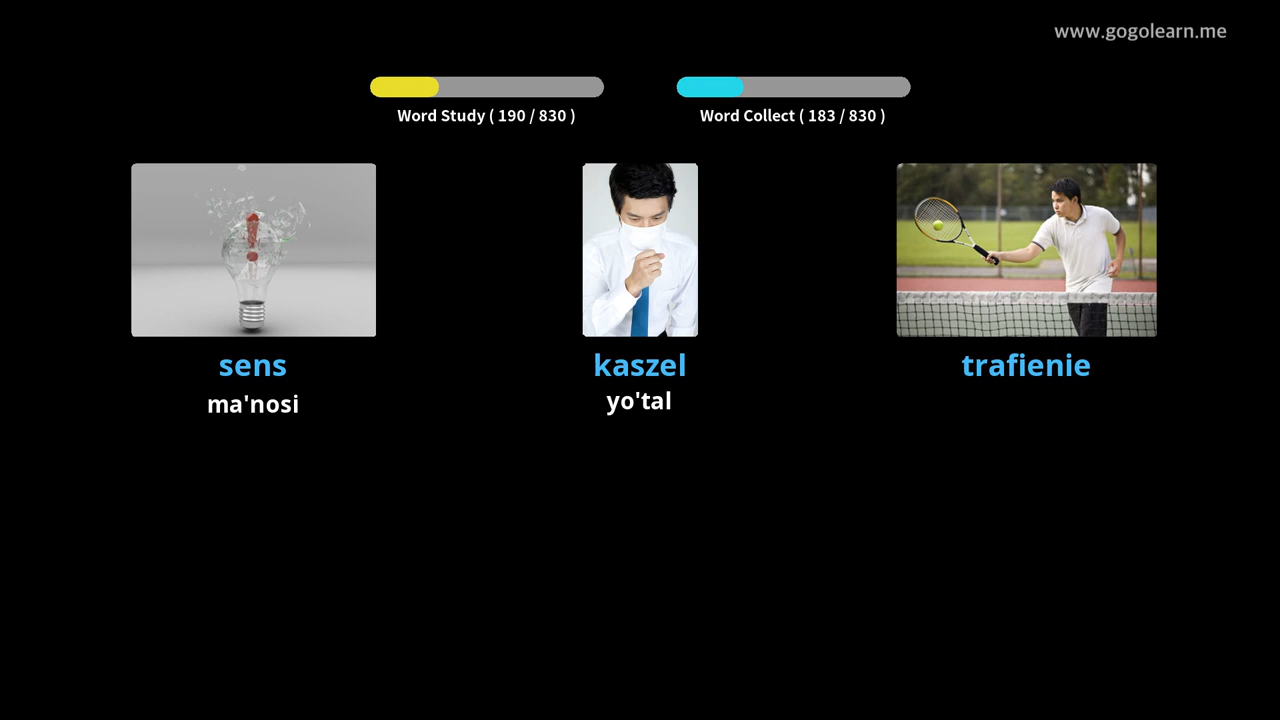 www.gogolearn.me
Word Study ( 190 / 830 )
Word Collect ( 183 / 830 )
sens
kaszel
trafienie
ma'nosi
yo'tal